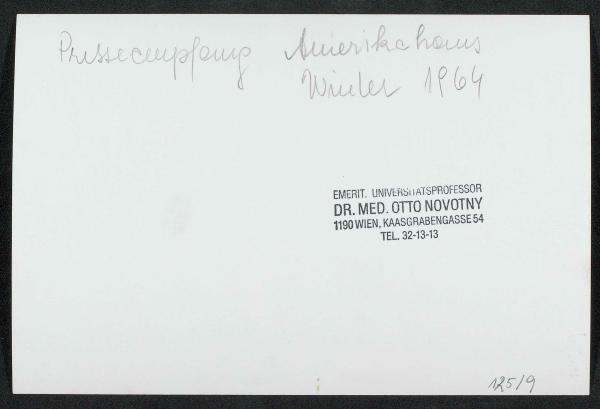 Presseempfang Amerikahaus
Winter 1964
EMERIT. UNIVERSITÄTSPROFESSOR
DR. MED. OTTO NOVOTNY
1190 WIEN, KAASGRABENGASSE 54
TEL. 32-13-13
125/9